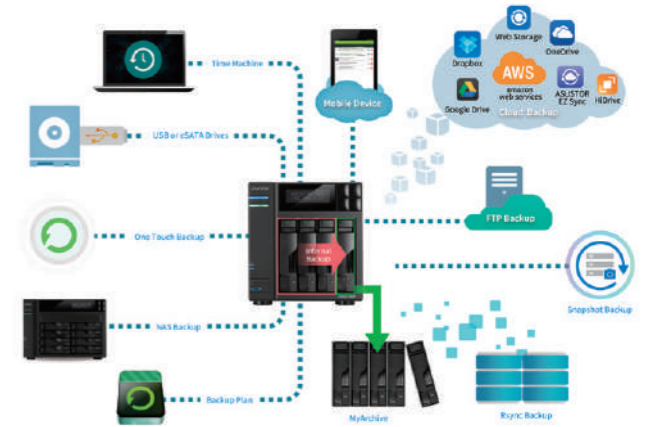 Time Machine
Mobile Device
Web Storage
OneDrive
Dropbox
AWS
amazon
web services
ASUSTOR
EZ Sync
HiDrive
Google Drive
Cloud Backup
USB or eSATA Drives
One Touch Backup
Internal
Backup
FTP Backup
Snapshot Backup
NAS Backup
Backup Plan
MyArchive
Rsync Backup